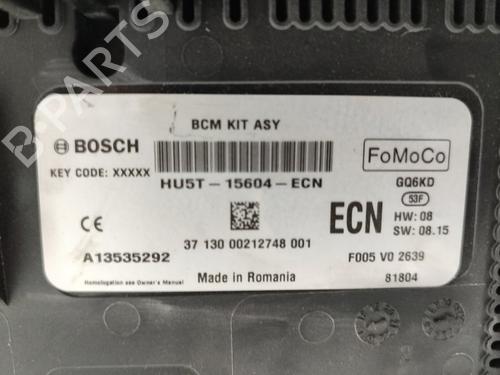 BCM KIT ASY
BOSCH
KEY CODE: XXXXX
FoMoCo
HU5T-15604-ECN
GQ6KD
53F
ECN
HW: 08
SW: 08.15
CE
37 130 00212748 001
A13535292
F005 V0 2639
Made in Romania
81804
Homologation see Owner's Manual
B-PARTS